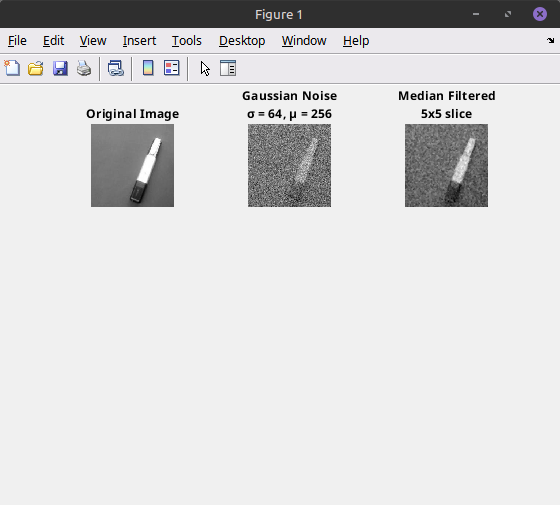 Figure 1
File Edit View Insert Tools Desktop Window Help
Original Image
Gaussian Noise
σ = 64, μ = 256
Median Filtered
5x5 slice